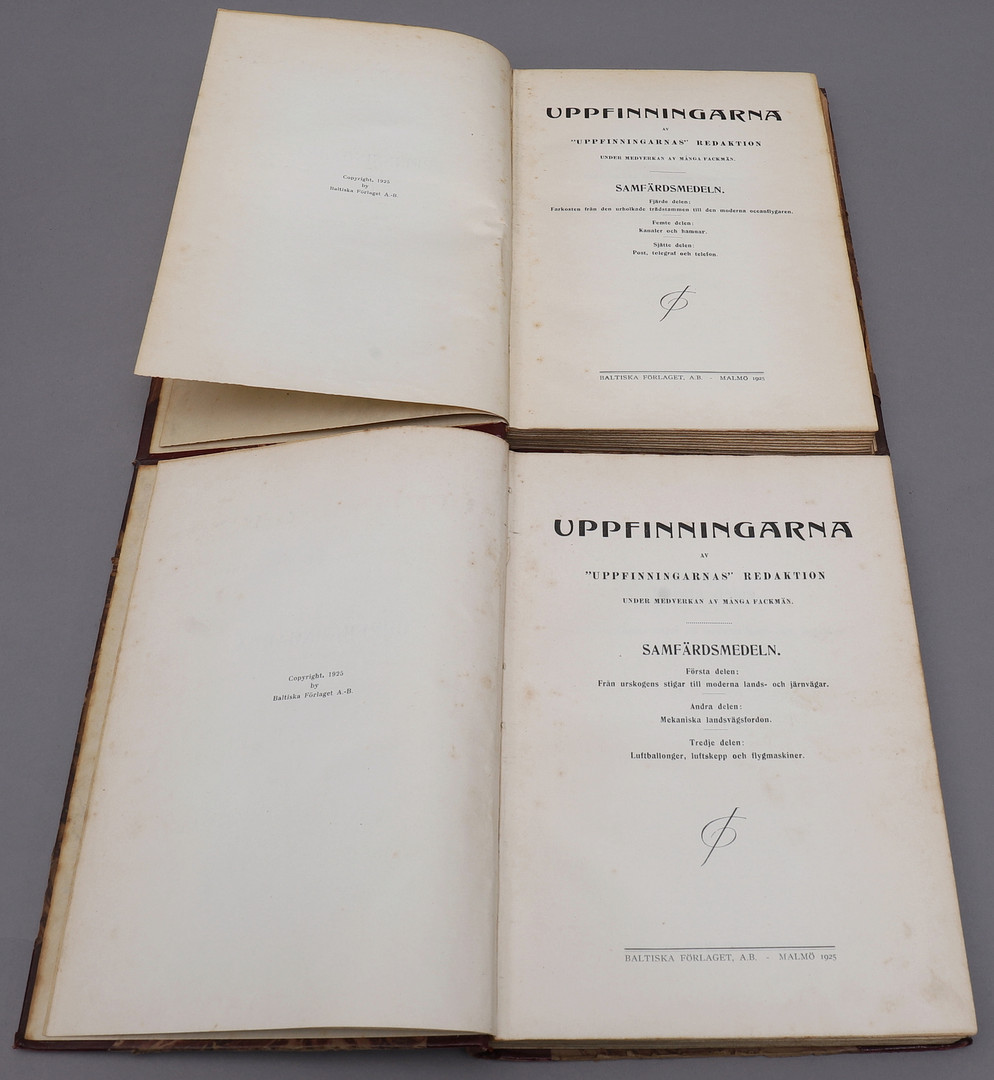 Copyright, 1925
by
Baltiska Förlaget A.-B.
UPPFINNINGARNA
AV
"UPPFINNINGARNAS" REDAKTION
UNDER MEDVERKAN AV MÅNGA FACKMÄN.
SAMFÄRDSMEDELN.
Fjärde delen:
Farkosten från den urholkade trädstammen till den moderna oceanflygaren.
Femte delen:
Kanaler och hamnar.
Sjätte delen:
Post, telegraf och telefon.
BALTISKA FÖRLAGET, A.B. - MALMÖ 1925
Copyright, 1925
by
Baltiska Förlaget A.-B.
UPPFINNINGARNA
AV
"UPPFINNINGARNAS" REDAKTION
UNDER MEDVERKAN AV MÅNGA FACKMÄN.
SAMFÄRDSMEDELN.
Första delen:
Från urskogens stigar till moderna lands- och järnvägar.
Andra delen:
Mekaniska landsvägsfordon.
Tredje delen:
Luftballonger, luftskepp och flygmaskiner.
BALTISKA FÖRLAGET, A.B. - MALMÖ 1925